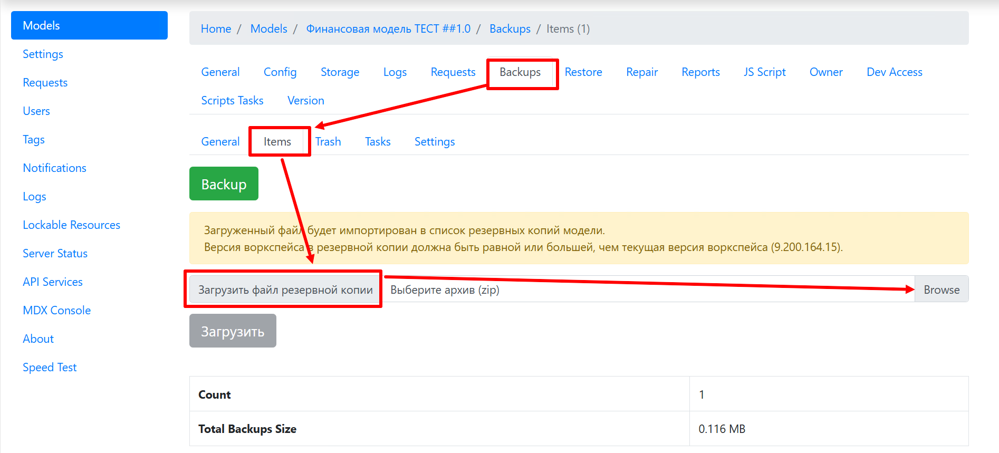 Models
Settings
Requests
Users
Tags
Notifications
Logs
Lockable Resources
Server Status
API Services
MDX Console
About
Speed Test
Home / Models / Финансовая модель ТЕСТ ##1.0 / Backups / Items (1)
General Config Storage Logs Requests Backups Restore Repair Reports JS Script Owner Dev Access
Scripts Tasks Version
General Items Trash Tasks Settings
Backup
Загруженный файл будет импортирован в список резервных копий модели.
Версия воркспейса в резервной копии должна быть равной или большей, чем текущая версия воркспейса (9.200.164.15).
Загрузить файл резервной копии Выберите архив (zip) Browse
Загрузить
Count 1
Total Backups Size 0.116 MB